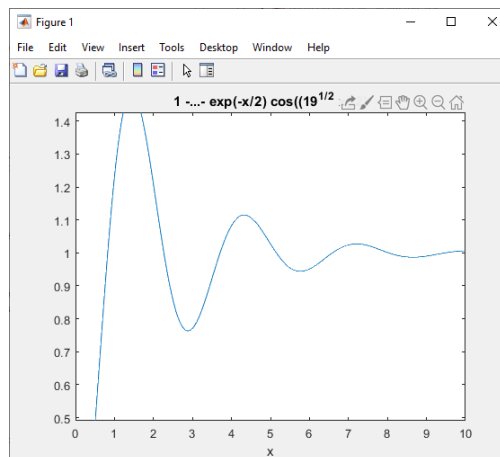 Figure 1
File Edit View Insert Tools Desktop Window Help
1 -...- exp(-x/2) cos((19^1/2
1.4
1.3
1.2
1.1
1
0.9
0.8
0.7
0.6
0.5
0 1 2 3 4 5 6 7 8 9 10
x